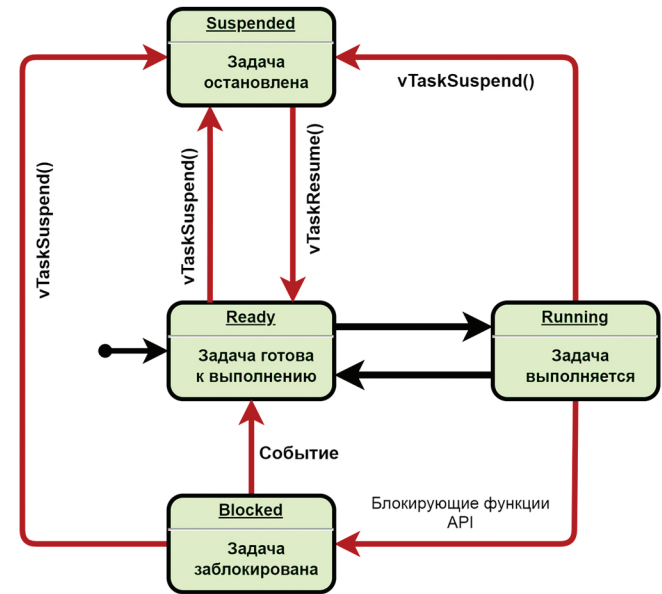 Suspended
Задача
остановлена
vTaskSuspend()
vTaskSuspend()
vTaskSuspend()
vTaskResume()
Ready
Задача готова
к выполнению
Running
Задача
выполняется
Событие
Blocked
Задача
заблокирована
Блокирующие функции
API